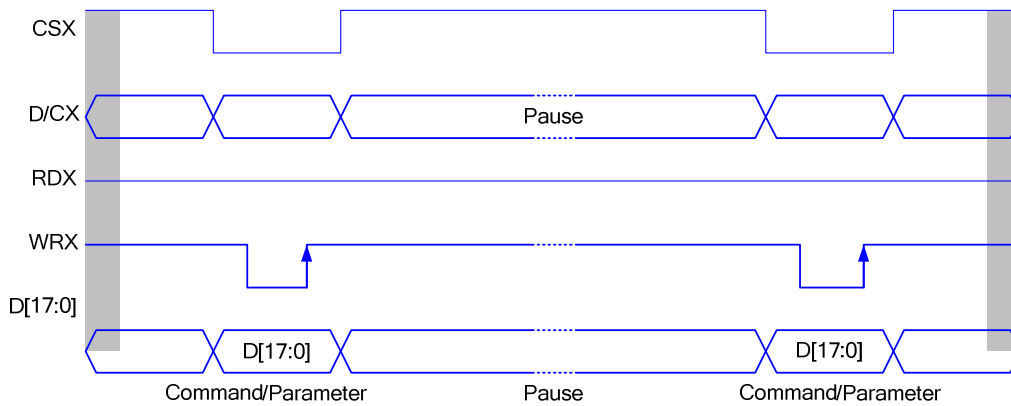 CSX
D/CX
Pause
RDX
WRX
D[17:0]
D[17:0] D[17:0]
Command/Parameter Pause Command/Parameter